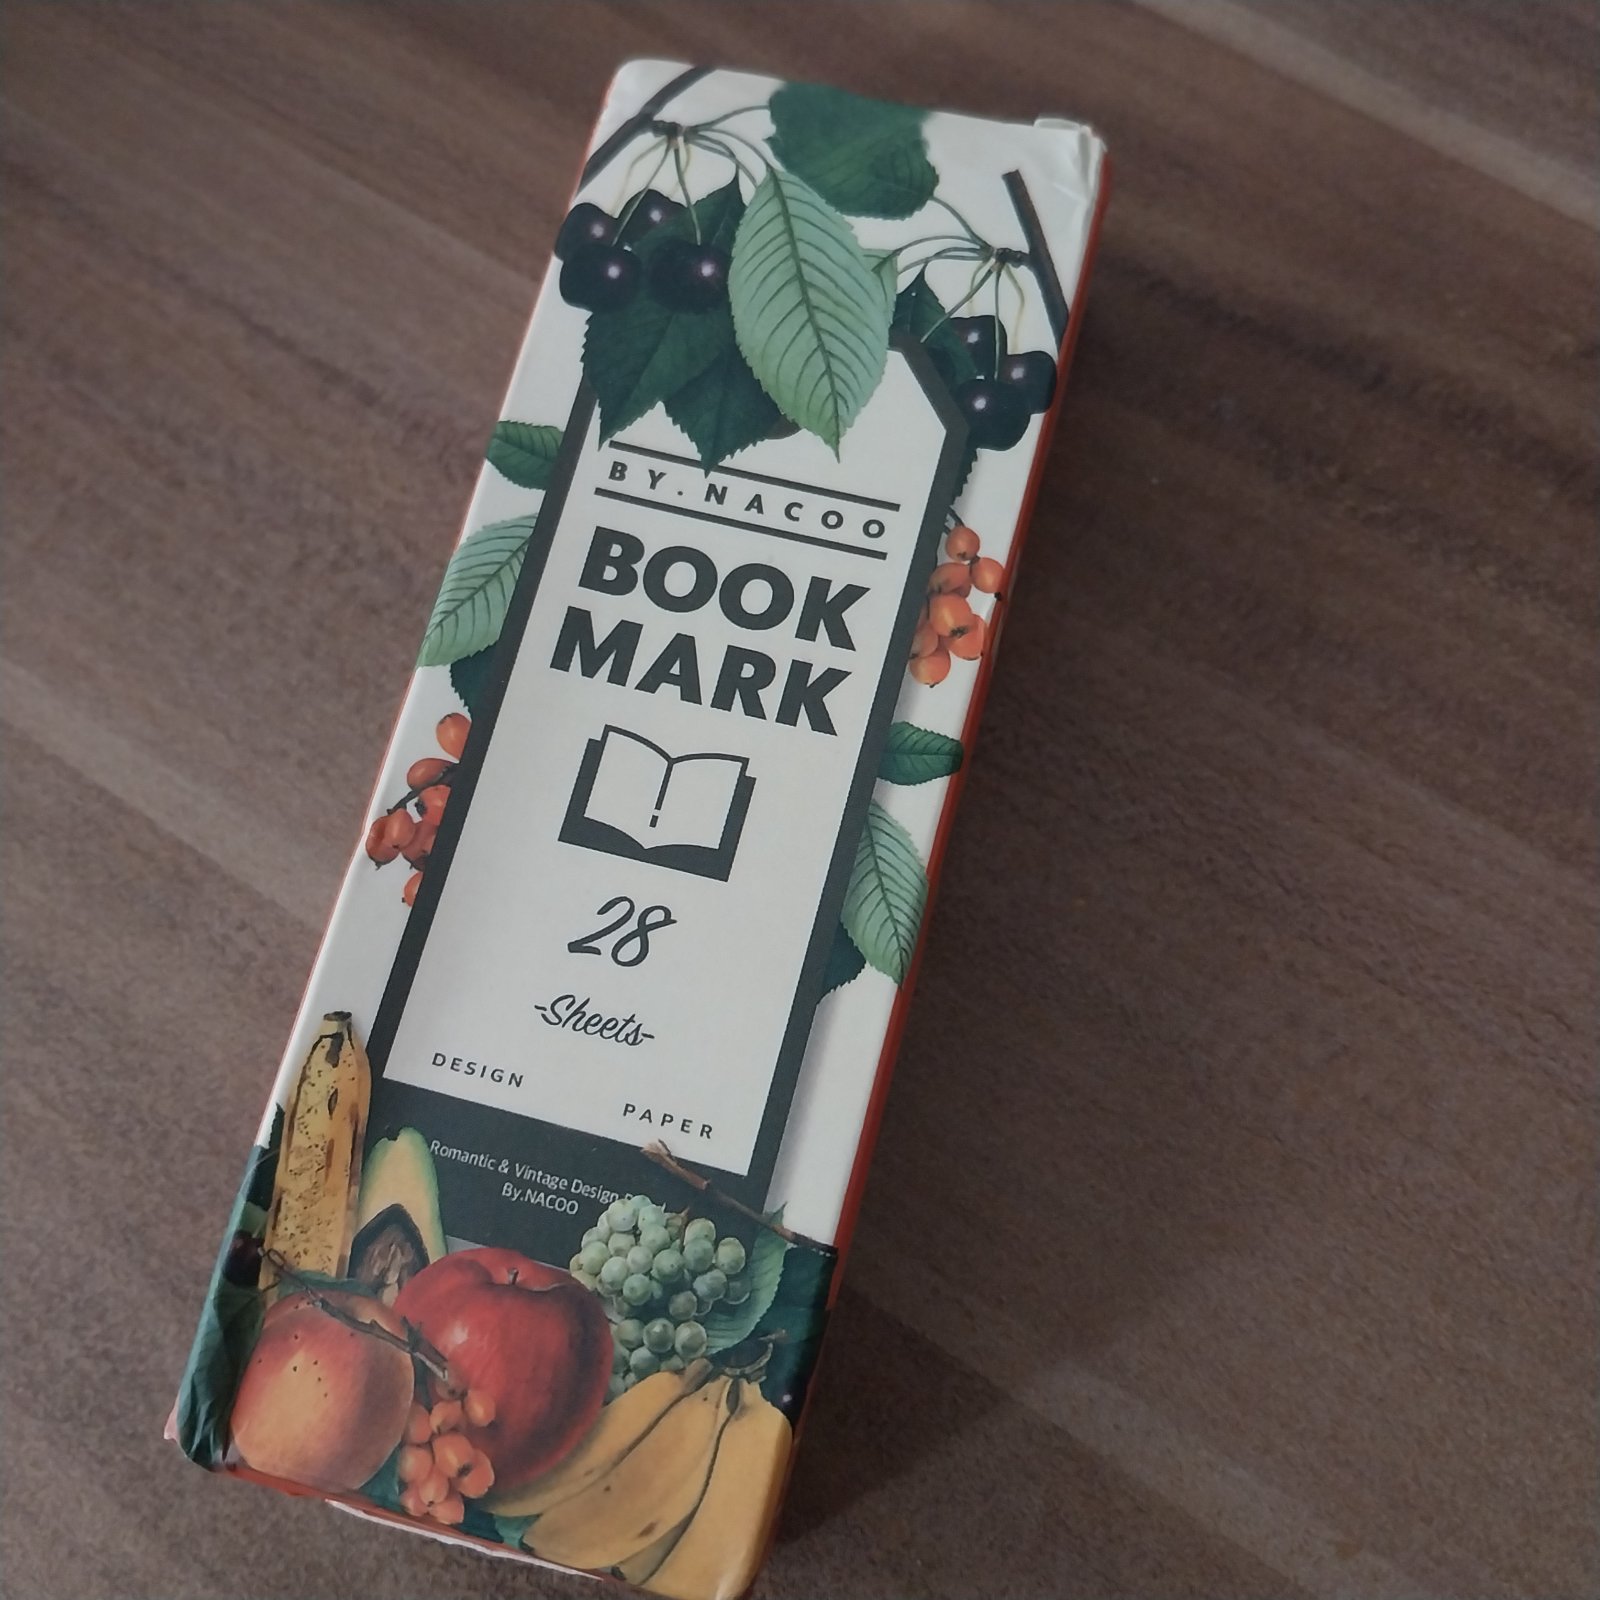 BY.NACOO
BOOK
MARK
28
-Sheets-
DESIGN
PAPER
Romantic & Vintage Design
By.NACOO